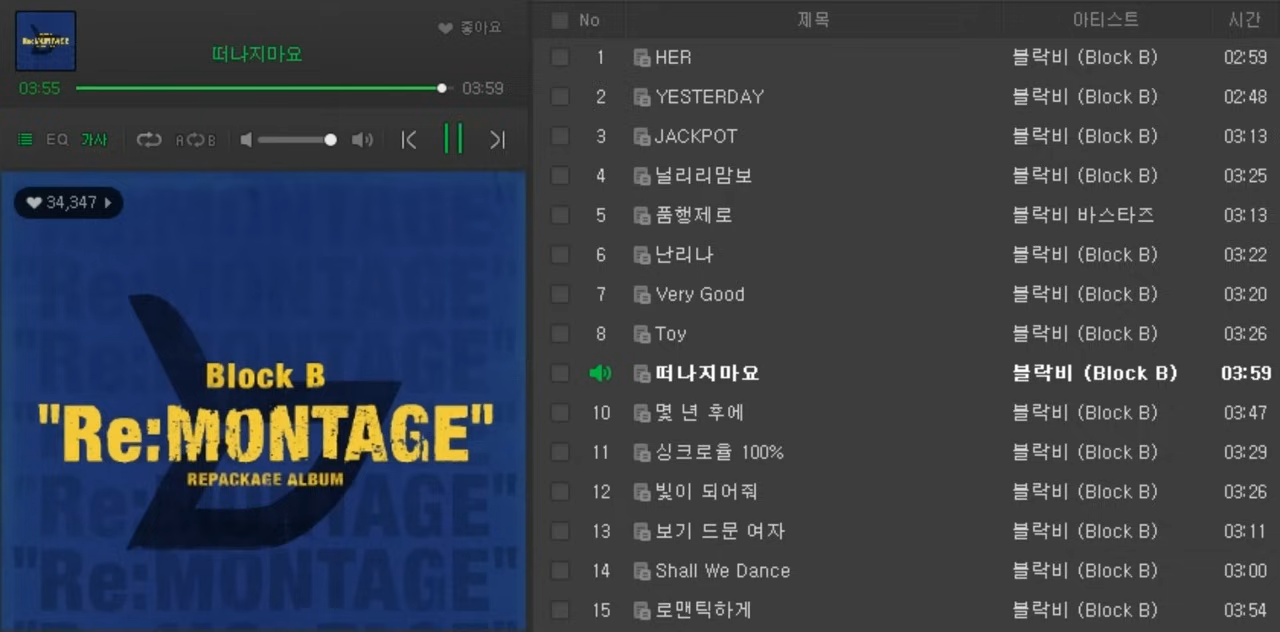 떠나지마요
좋아요
03:55
03:59
EQ 가사
A B
34,347
Block B
"Re:MONTAGE"
REPACKAGE ALBUM
No 제목 아티스트 시간
1 HER 블락비 (Block B) 02:59
2 YESTERDAY 블락비 (Block B) 02:48
3 JACKPOT 블락비 (Block B) 03:13
4 닐리리맘보 블락비 (Block B) 03:25
5 품행제로 블락비 바스타즈 03:13
6 난리나 블락비 (Block B) 03:22
7 Very Good 블락비 (Block B) 03:20
8 Toy 블락비 (Block B) 03:26
떠나지마요 블락비 (Block B) 03:59
10 몇 년 후에 블락비 (Block B) 03:47
11 싱크로율 100% 블락비 (Block B) 03:29
12 빛이 되어줘 블락비 (Block B) 03:26
13 보기 드문 여자 블락비 (Block B) 03:11
14 Shall We Dance 블락비 (Block B) 03:00
15 로맨틱하게 블락비 (Block B) 03:54